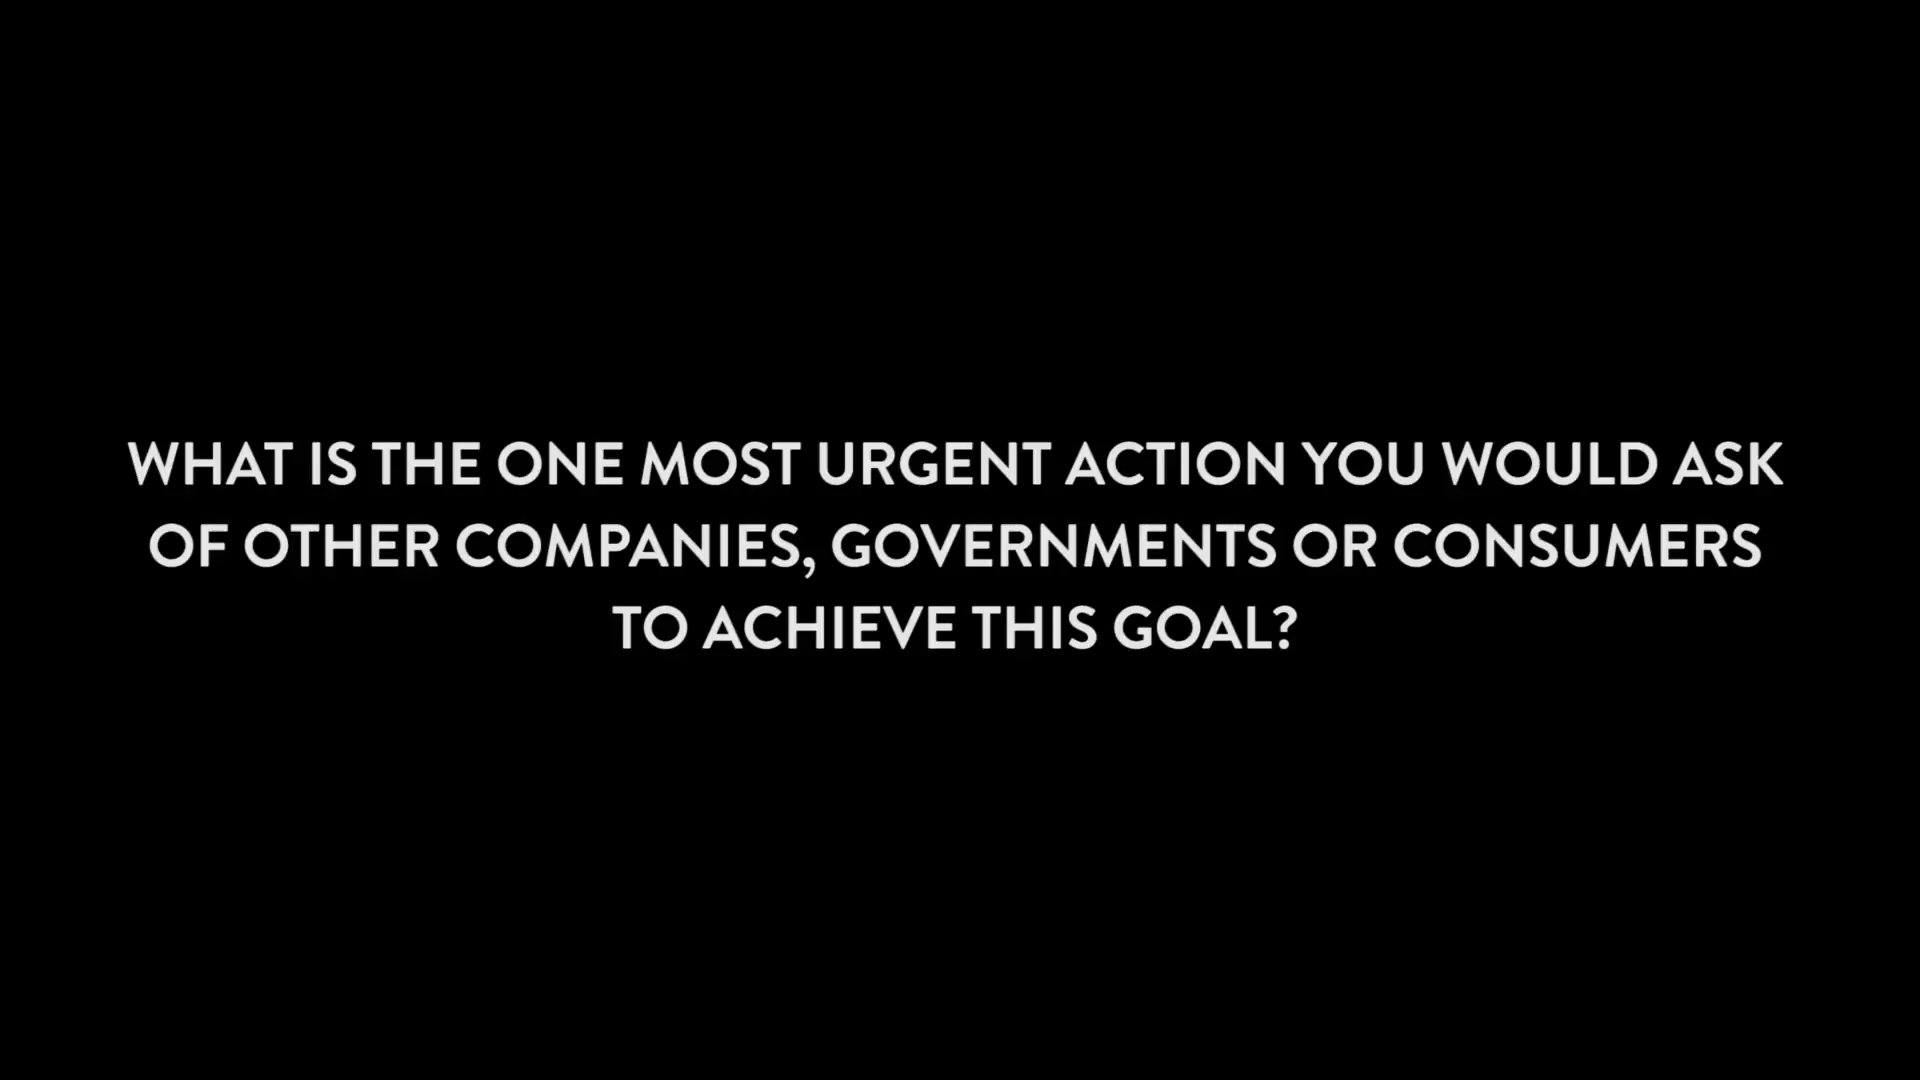 WHAT IS THE ONE MOST URGENT ACTION YOU WOULD ASK
OF OTHER COMPANIES, GOVERNMENTS OR CONSUMERS
TO ACHIEVE THIS GOAL?